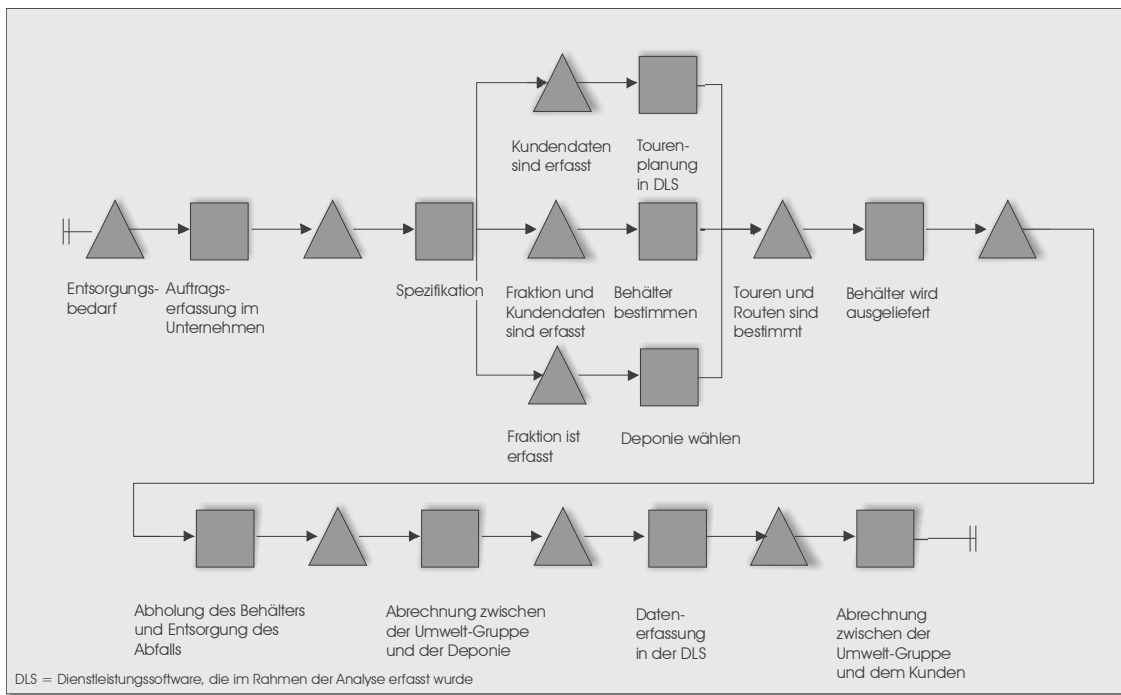 Kundendaten
sind erfasst
Touren-
planung
in DLS
Entsorgungs-
bedarf
Auftrags-
erfassung im
Unternehmen
Spezifikation
Fraktion und
Kundendaten
sind erfasst
Behälter
bestimmen
Touren und
Routen sind
bestimmt
Behälter wird
ausgeliefert
Fraktion ist
erfasst
Deponie wählen
Abholung des Behälters
und Entsorgung des
Abfalls
Abrechnung zwischen
der Umwelt-Gruppe
und der Deponie
Daten-
erfassung
in der DLS
Abrechnung
zwischen der
Umwelt-Gruppe
und dem Kunden
DLS = Dienstleistungssoftware, die im Rahmen der Analyse erfasst wurde